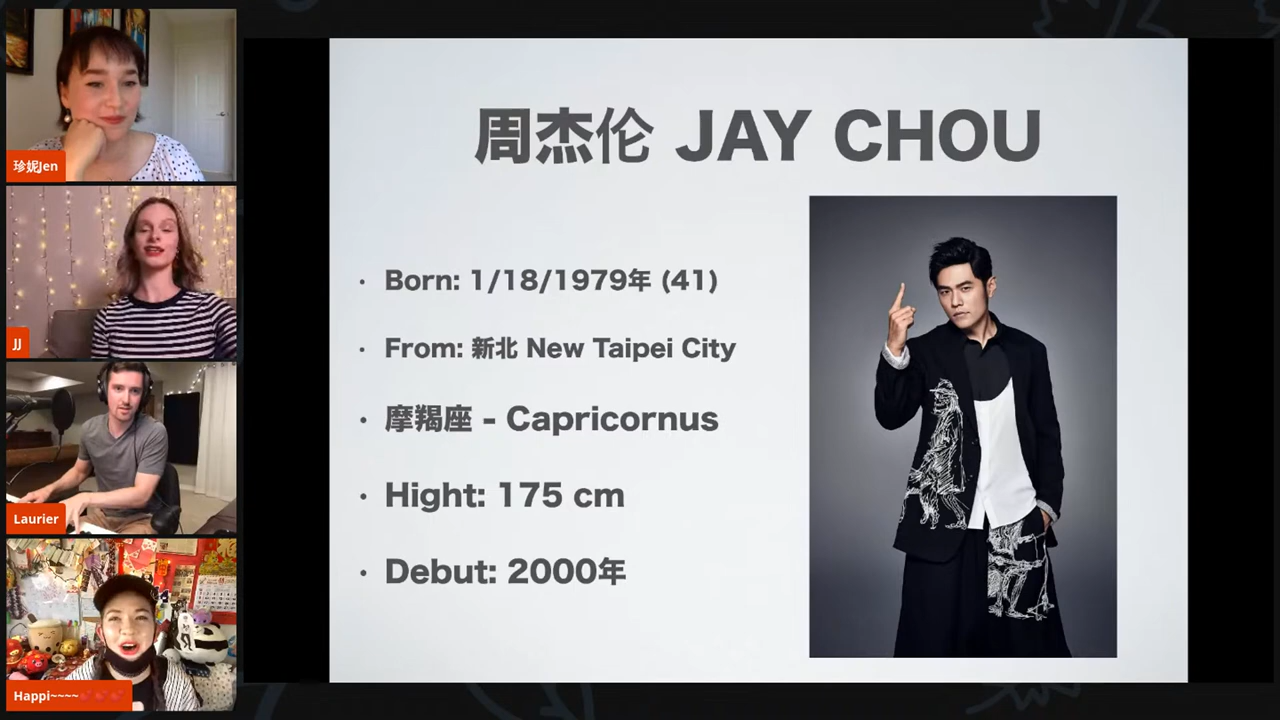 周杰伦 JAY CHOU
· Born: 1/18/1979年 (41)
· From: 新北 New Taipei City
· 摩羯座 - Capricornus
· Hight: 175 cm
· Debut: 2000年
珍妮Jen
JJ
Laurier
Happi~~~~